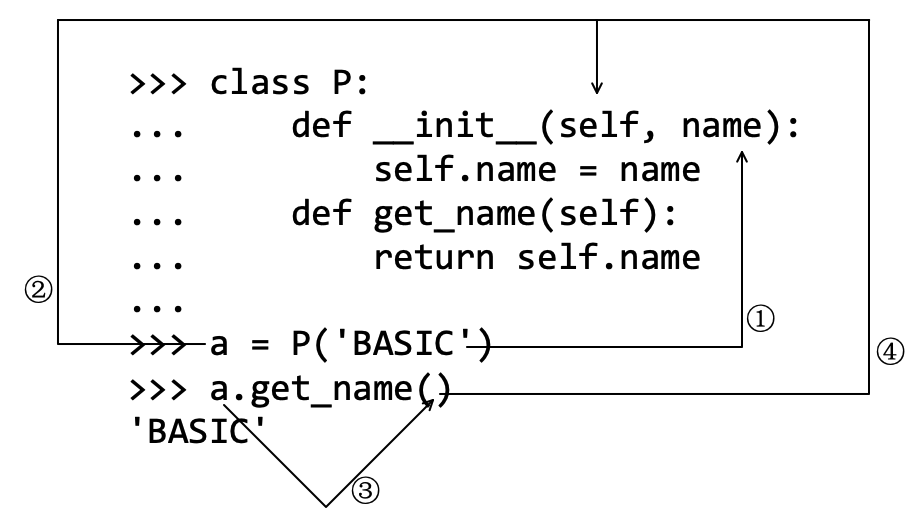 >>> class P:
...     def __init__(self, name):
...         self.name = name
...     def get_name(self):
...         return self.name
②
...
①
>>> a = P('BASIC')
④
>>> a.get_name()
'BASIC'
③